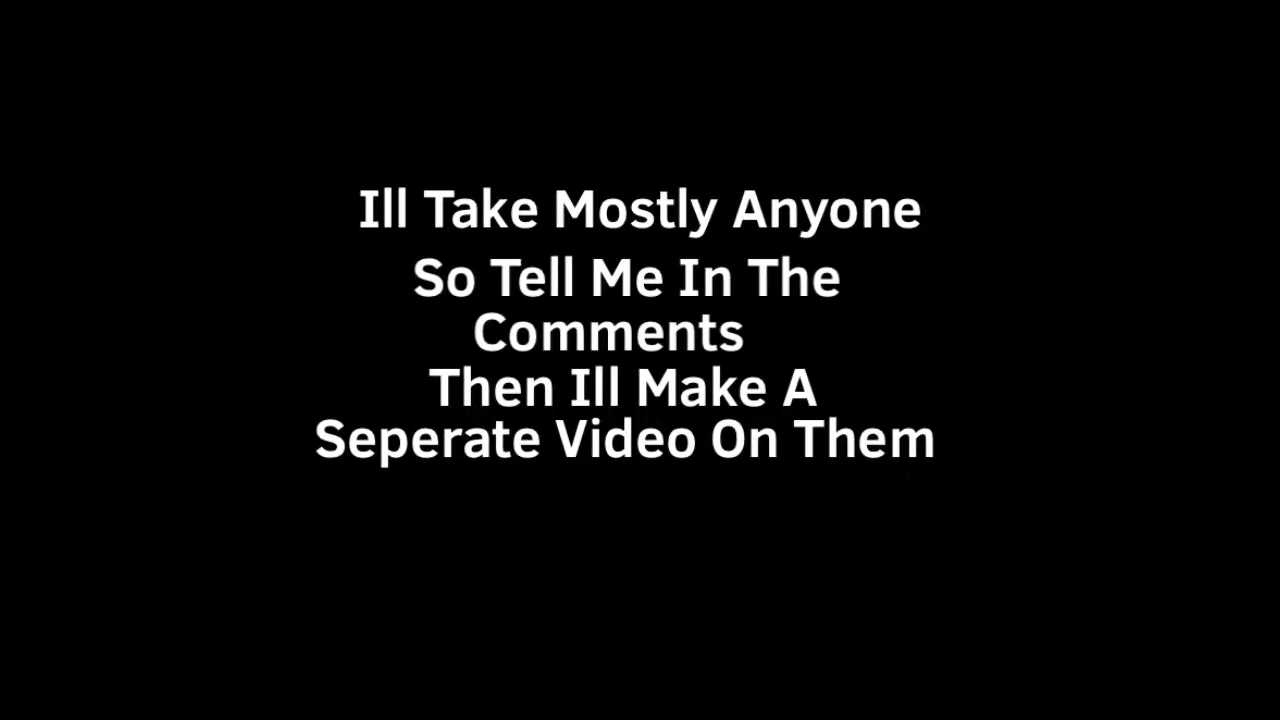 Ill Take Mostly Anyone
So Tell Me In The
Comments
Then Ill Make A
Seperate Video On Them